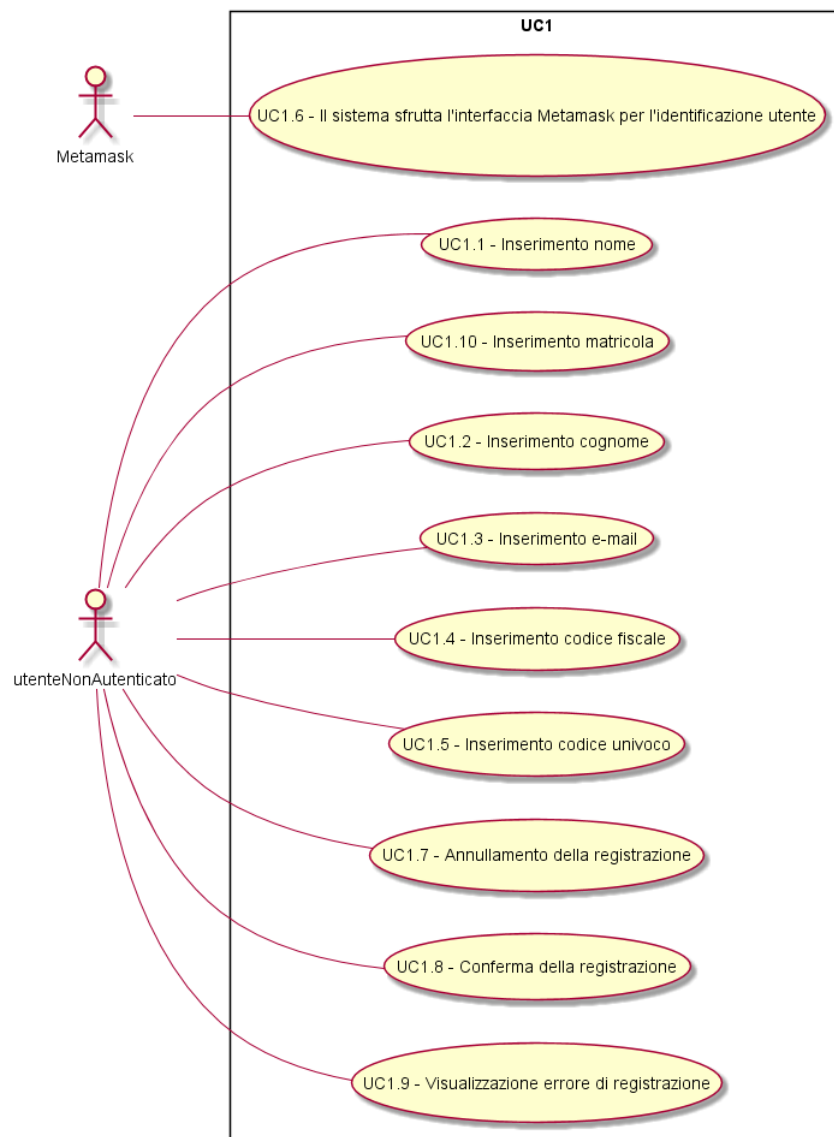 UC1
UC1.6 - Il sistema sfrutta l'interfaccia Metamask per l'identificazione utente
Metamask
UC1.1 - Inserimento nome
UC1.10 - Inserimento matricola
UC1.2 - Inserimento cognome
UC1.3 - Inserimento e-mail
UC1.4 - Inserimento codice fiscale
utenteNonAutenticato
UC1.5 - Inserimento codice univoco
UC1.7 - Annullamento della registrazione
UC1.8 - Conferma della registrazione
UC1.9 - Visualizzazione errore di registrazione